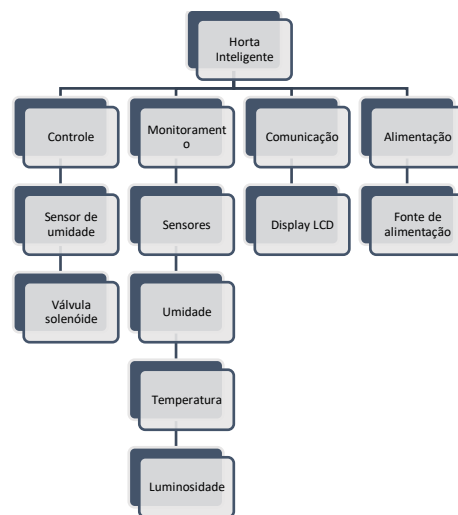 Horta
Inteligente
Controle
Monitorament
o
Comunicação
Alimentação
Sensor de
umidade
Sensores
Display LCD
Fonte de
alimentação
Válvula
solenóide
Umidade
Temperatura
Luminosidade